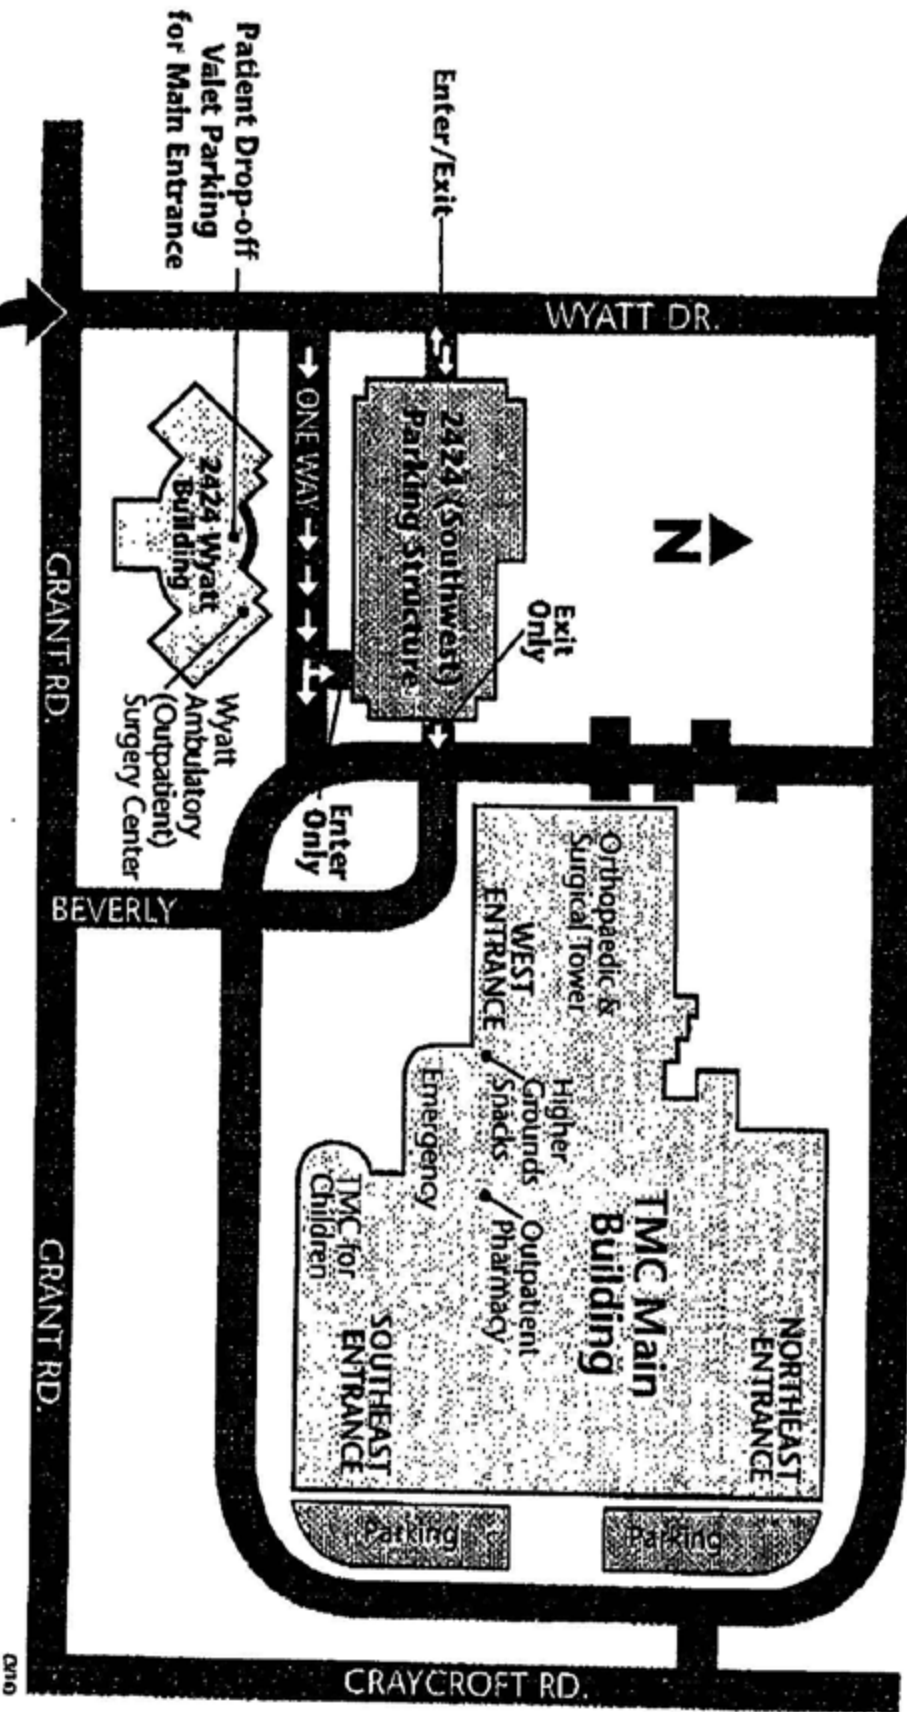 Patient Drop-off
Valet Parking
for Main Entrance
Enter/Exit
WYATT DR.
ONE WAY
2424 (Southwest)
Parking Structure
N
2424 Wyatt
Building
Exit
Only
Wyatt
Ambulatory
(Outpatient)
Surgery Center
Enter
Only
GRANT RD.
BEVERLY
Orthopaedic &
Surgical Tower
WEST
ENTRANCE
Higher
Grounds
Snacks
Emergency
TMC for
Children
Outpatient
Pharmacy
TMC Main
Building
NORTHEAST
ENTRANCE
SOUTHEAST
ENTRANCE
GRANT RD.
Parking
Parking
CRAYCROFT RD.